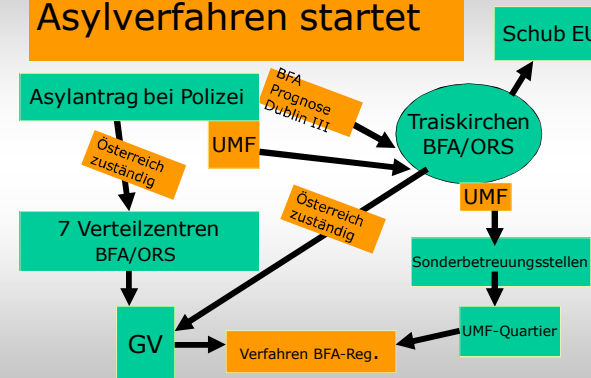 Asylverfahren startet
Schub EU
Asylantrag bei Polizei
BFA
Prognose
Dublin III
UMF
Traiskirchen
BFA/ORS
Österreich
zuständig
Österreich
zuständig
UMF
7 Verteilzentren
BFA/ORS
Sonderbetreuungsstellen
GV
Verfahren BFA-Reg.
UMF-Quartier